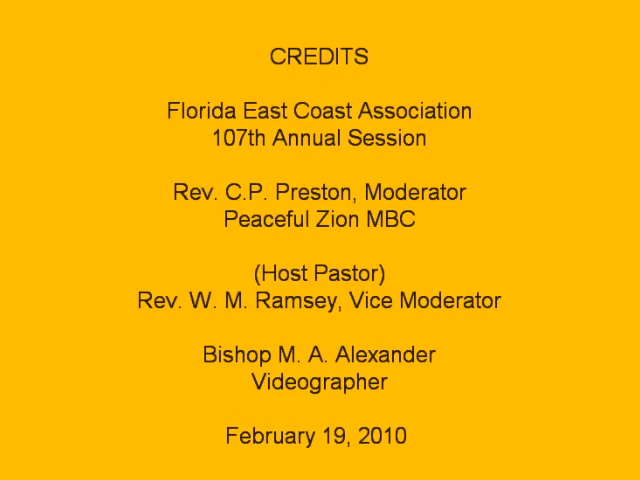 CREDITS
Florida East Coast Association
107th Annual Session
Rev. C.P. Preston, Moderator
Peaceful Zion MBC
(Host Pastor)
Rev. W. M. Ramsey, Vice Moderator
Bishop M. A. Alexander
Videographer
February 19, 2010